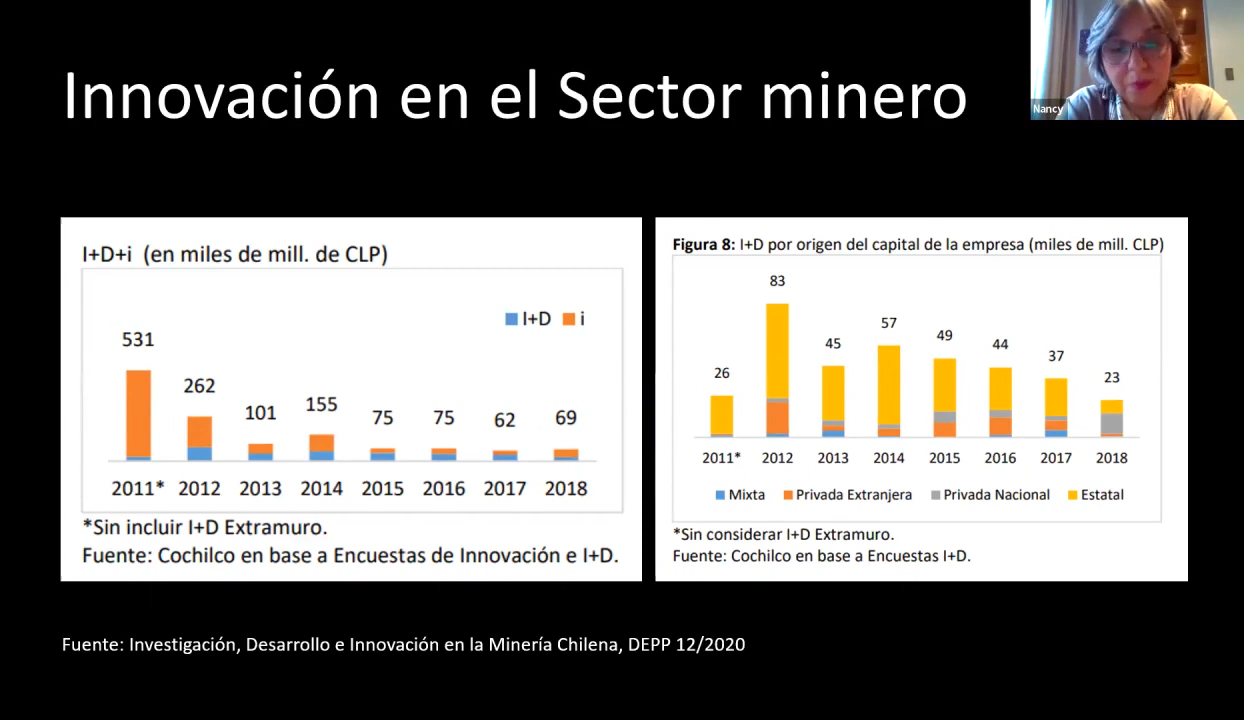 Innovación en el Sector minero
Nancy
I+D+i (en miles de mill. de CLP)
I+D i
531
262
101
155
75
75
62
69
2011* 2012 2013 2014 2015 2016 2017 2018
*Sin incluir I+D Extramuro.
Fuente: Cochilco en base a Encuestas de Innovación e I+D.
Figura 8: I+D por origen del capital de la empresa (miles de mill. CLP)
26
83
45
57
49
44
37
23
2011* 2012 2013 2014 2015 2016 2017 2018
Mixta Privada Extranjera Privada Nacional Estatal
*Sin considerar I+D Extramuro.
Fuente: Cochilco en base a Encuestas I+D.
Fuente: Investigación, Desarrollo e Innovación en la Minería Chilena, DEPP 12/2020